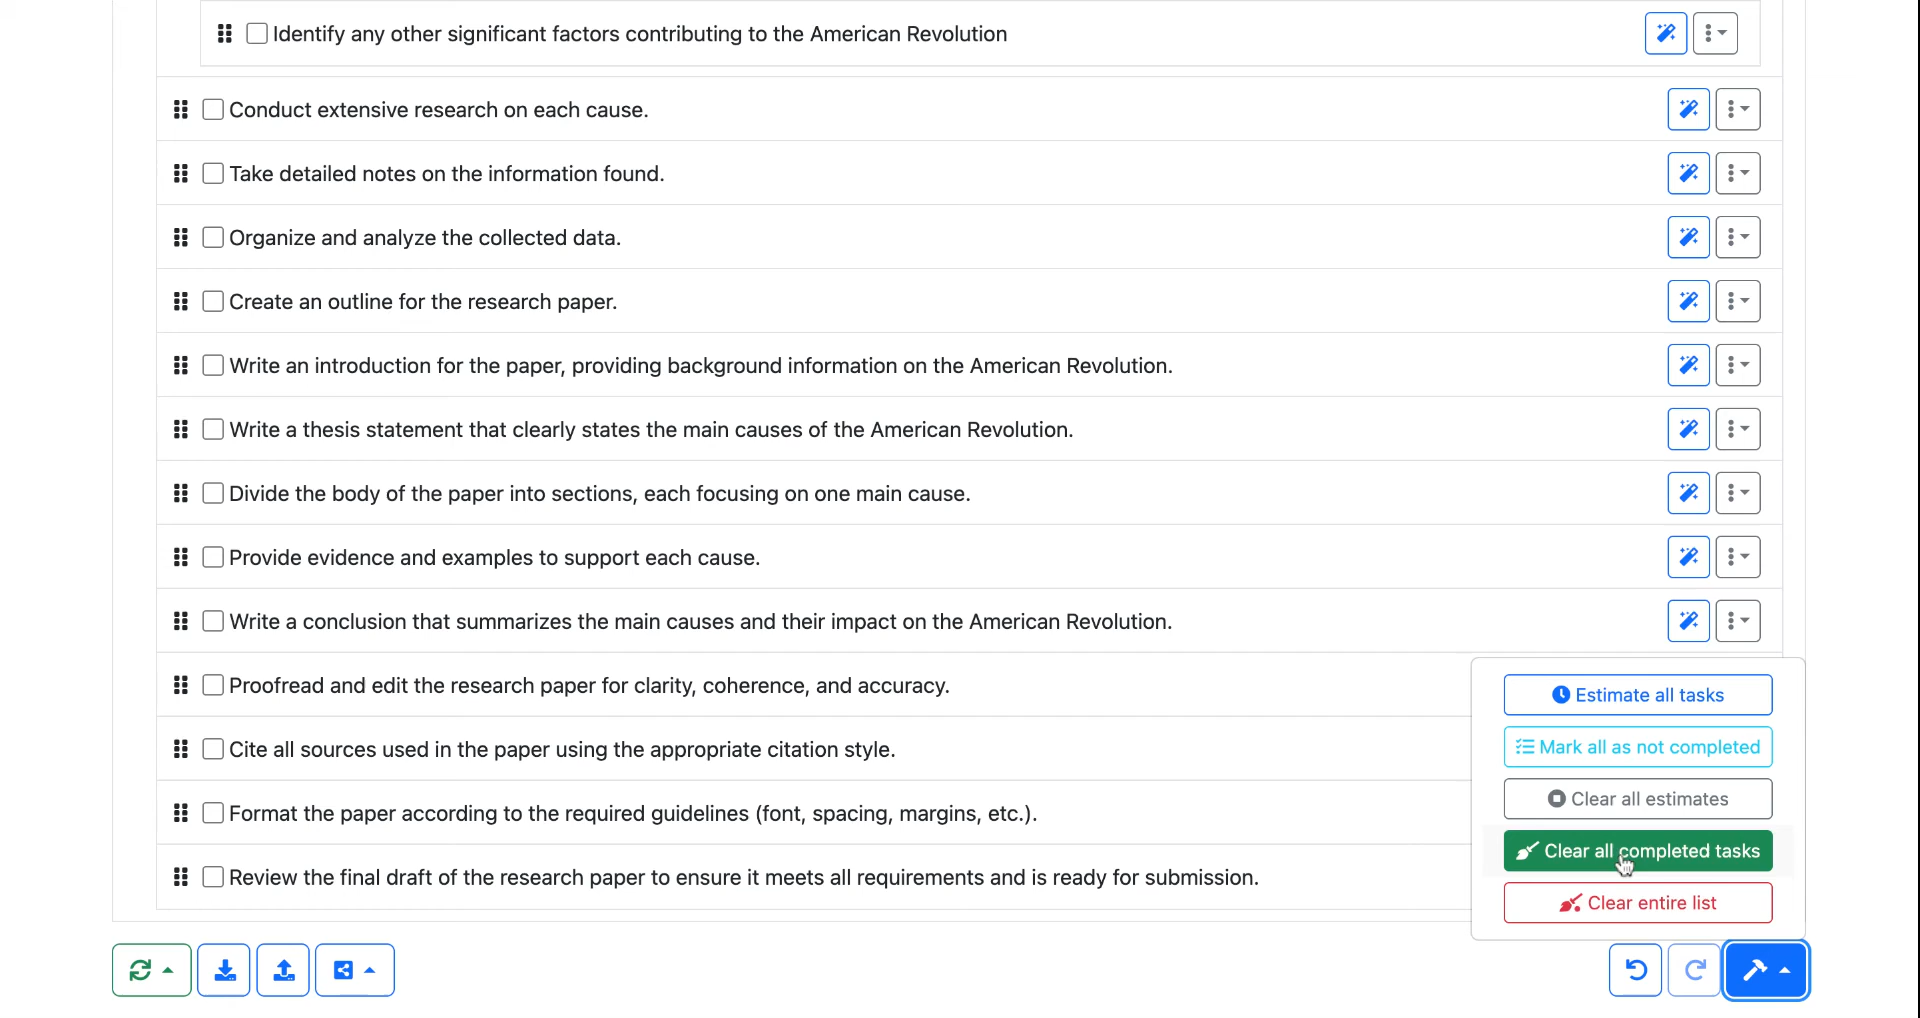 Identify any other significant factors contributing to the American Revolution
Conduct extensive research on each cause.
Take detailed notes on the information found.
Organize and analyze the collected data.
Create an outline for the research paper.
Write an introduction for the paper, providing background information on the American Revolution.
Write a thesis statement that clearly states the main causes of the American Revolution.
Divide the body of the paper into sections, each focusing on one main cause.
Provide evidence and examples to support each cause.
Write a conclusion that summarizes the main causes and their impact on the American Revolution.
Proofread and edit the research paper for clarity, coherence, and accuracy.
Cite all sources used in the paper using the appropriate citation style.
Format the paper according to the required guidelines (font, spacing, margins, etc.).
Review the final draft of the research paper to ensure it meets all requirements and is ready for submission.
Estimate all tasks
Mark all as not completed
Clear all estimates
Clear all completed tasks
Clear entire list